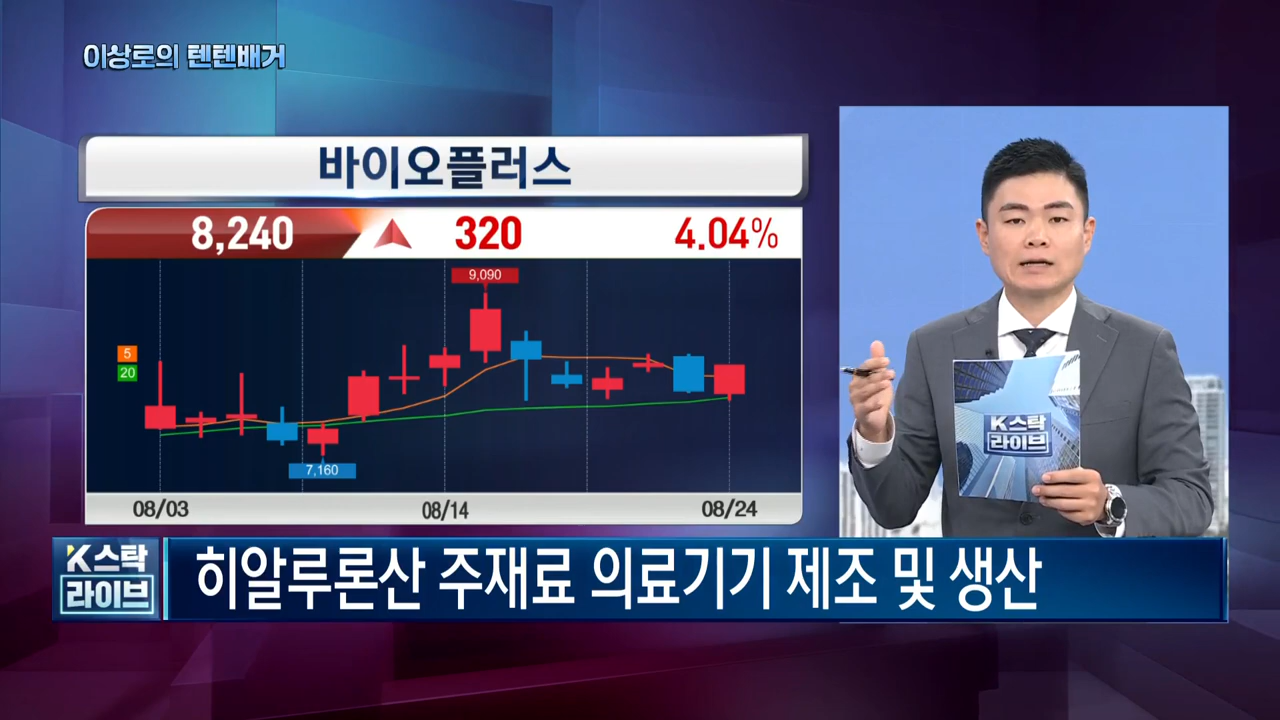 이상로의 텐텐배거
바이오플러스
8,240 ▲ 320 4.04%
9,090
5
20
7,160
08/03 08/14 08/24
K스탁
라이브
K스탁
라이브
히알루론산 주재료 의료기기 제조 및 생산